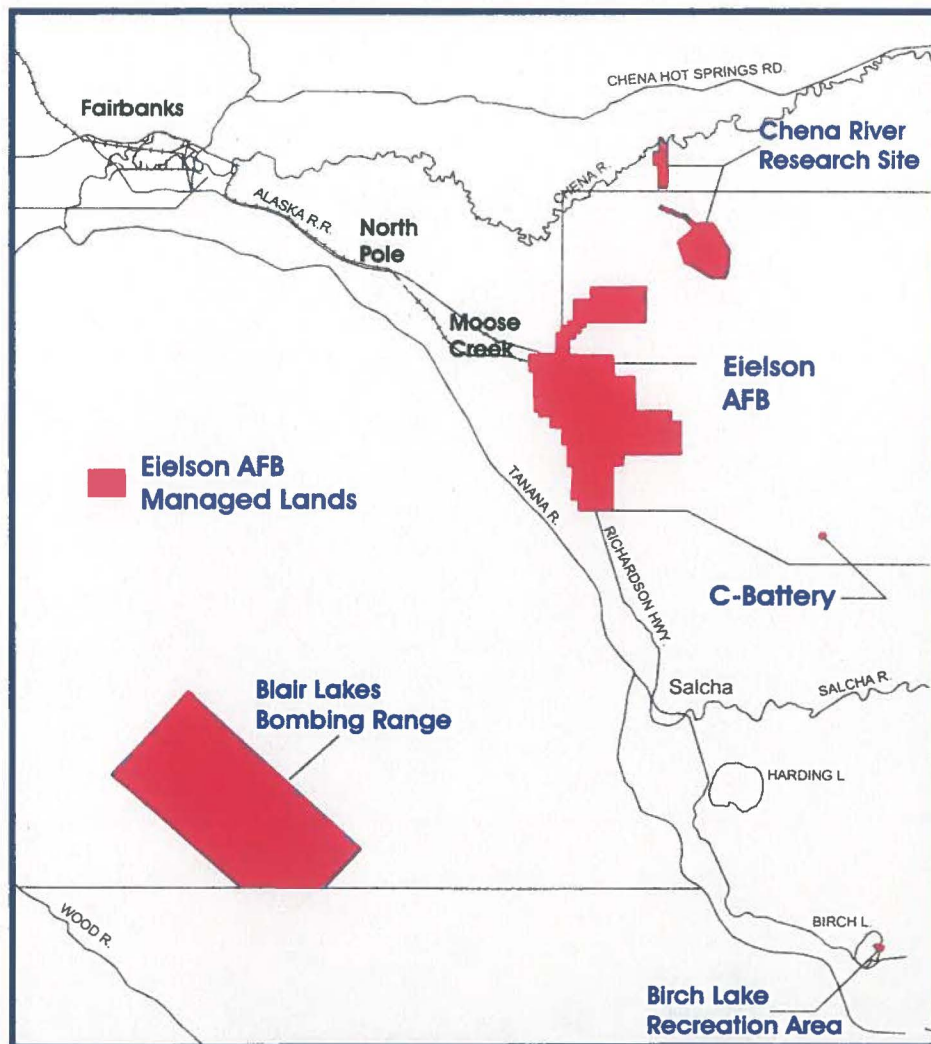 CHENA HOT SPRINGS RD.
Fairbanks
Chena River
Research Site
CHENA R.
ALASKA R.R.
North
Pole
Moose
Creek
Eielson
AFB
Eielson AFB
Managed Lands
TANANA R.
RICHARDSON HWY.
C-Battery
Blair Lakes
Bombing Range
Salcha
SALCHA R.
HARDING L
WOOD R.
BIRCH L.
Birch Lake
Recreation Area